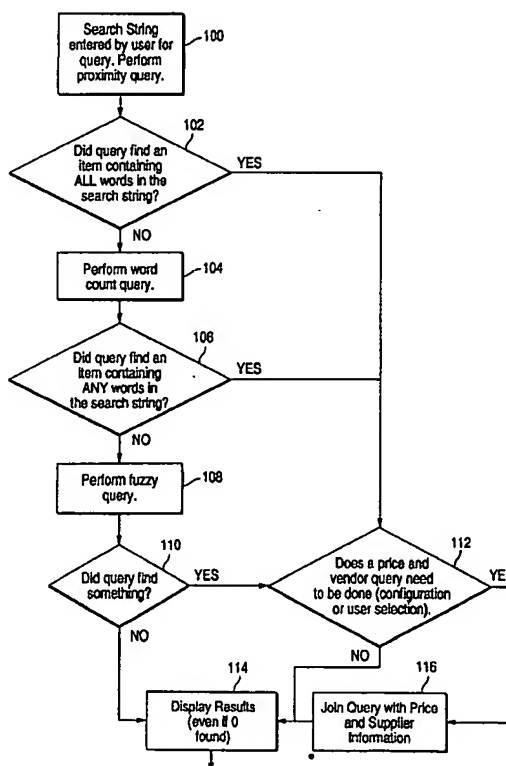 Search String
entered by user for
query. Perform
proximity query.
100
102
Did query find an
item containing
ALL words in the
search string?
YES
NO
Perform word
count query.
104
106
Did query find an
item containing
ANY words in
the search string?
YES
NO
Perform fuzzy
query.
108
110
Did query find
something?
YES
NO
112
Does a price and
vendor query need
to be done (configuration
or user selection).
YES
NO
114
Display Results
(even if 0
found)
116
Join Query with Price
and Supplier
Information